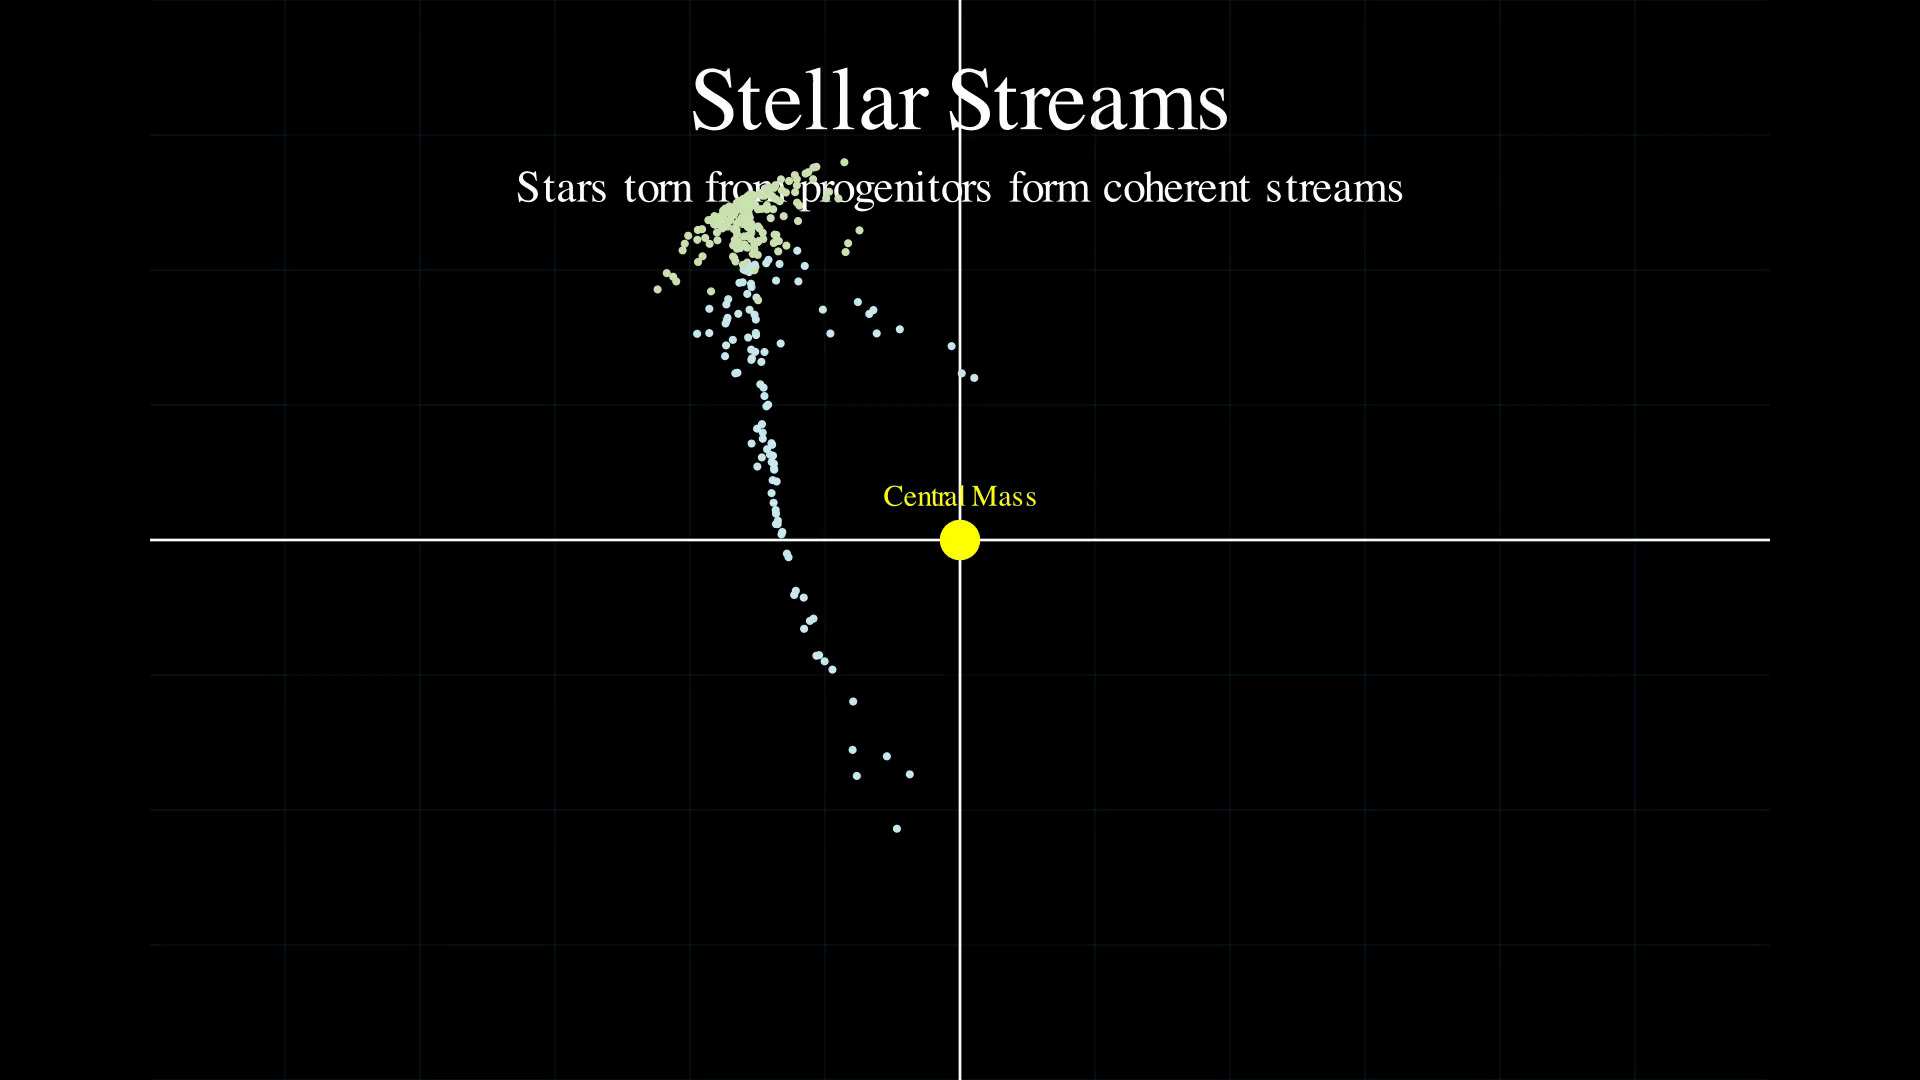 Stellar Streams
Stars torn from progenitors form coherent streams
Central Mass